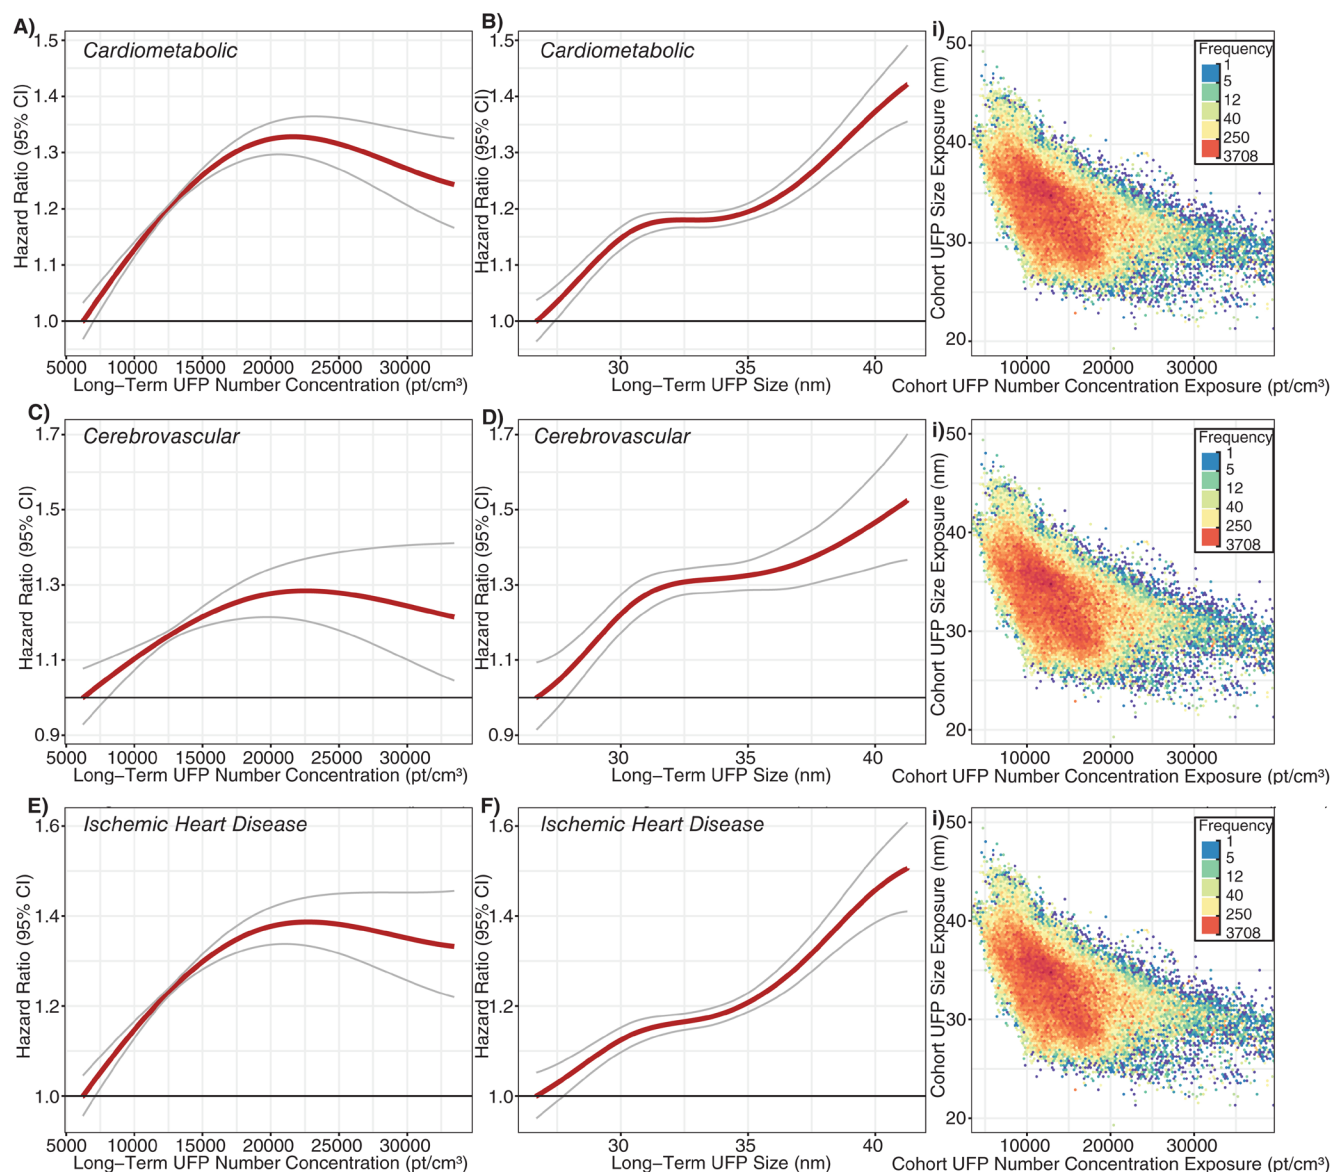 A)
Cardiometabolic
Hazard Ratio (95% CI)
1.5
1.4
1.3
1.2
1.1
1.0
5000 10000 15000 20000 25000 30000
Long–Term UFP Number Concentration (pt/cm³)
B)
Cardiometabolic
Hazard Ratio (95% CI)
1.5
1.4
1.3
1.2
1.1
1.0
30 35 40
Long–Term UFP Size (nm)
i)
Cohort UFP Size Exposure (nm)
50
40
30
20
Frequency
1
5
12
40
250
3708
10000 20000 30000
Cohort UFP Number Concentration Exposure (pt/cm³)
C)
Cerebrovascular
Hazard Ratio (95% CI)
1.7
1.5
1.3
1.1
0.9
5000 10000 15000 20000 25000 30000
Long–Term UFP Number Concentration (pt/cm³)
D)
Cerebrovascular
Hazard Ratio (95% CI)
1.7
1.5
1.3
1.1
0.9
30 35 40
Long–Term UFP Size (nm)
i)
Cohort UFP Size Exposure (nm)
50
40
30
20
Frequency
1
5
12
40
250
3708
10000 20000 30000
Cohort UFP Number Concentration Exposure (pt/cm³)
E)
Ischemic Heart Disease
Hazard Ratio (95% CI)
1.6
1.4
1.2
1.0
5000 10000 15000 20000 25000 30000
Long–Term UFP Number Concentration (pt/cm³)
F)
Ischemic Heart Disease
Hazard Ratio (95% CI)
1.6
1.4
1.2
1.0
30 35 40
Long–Term UFP Size (nm)
i)
Cohort UFP Size Exposure (nm)
50
40
30
20
Frequency
1
5
12
40
250
3708
10000 20000 30000
Cohort UFP Number Concentration Exposure (pt/cm³)